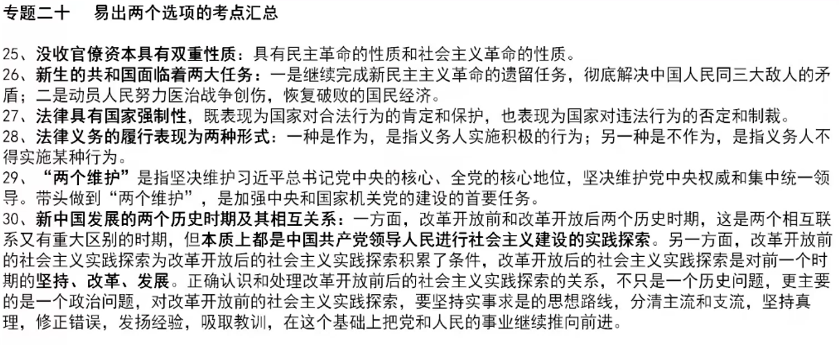 专题二十 易出两个选项的考点汇总
25、没收官僚资本具有双重性质：具有民主革命的性质和社会主义革命的性质。
26、新生的共和国面临着两大任务：一是继续完成新民主主义革命的遗留任务，彻底解决中国人民同三大敌人的矛
盾；二是动员人民努力医治战争创伤，恢复破败的国民经济。
27、法律具有国家强制性，既表现为国家对合法行为的肯定和保护，也表现为国家对违法行为的否定和制裁。
28、法律义务的履行表现为两种形式：一种是作为，是指义务人实施积极的行为；另一种是不作为，是指义务人不
得实施某种行为。
29、“两个维护”是指坚决维护习近平总书记党中央的核心、全党的核心地位，坚决维护党中央权威和集中统一领
导。带头做到“两个维护”，是加强中央和国家机关党的建设的首要任务。
30、新中国发展的两个历史时期及其相互关系：一方面，改革开放前和改革开放后两个历史时期，这是两个相互联
系又有重大区别的时期，但本质上都是中国共产党领导人民进行社会主义建设的实践探索。另一方面，改革开放前
的社会主义实践探索为改革开放后的社会主义实践探索积累了条件，改革开放后的社会主义实践探索是对前一个时
期的坚持、改革、发展。正确认识和处理改革开放前后的社会主义实践探索的关系，不只是一个历史问题，更主要
的是一个政治问题，对改革开放前的社会主义实践探索，要坚持实事求是的思想路线，分清主流和支流，坚持真
理，修正错误，发扬经验，吸取教训，在这个基础上把党和人民的事业继续推向前进。